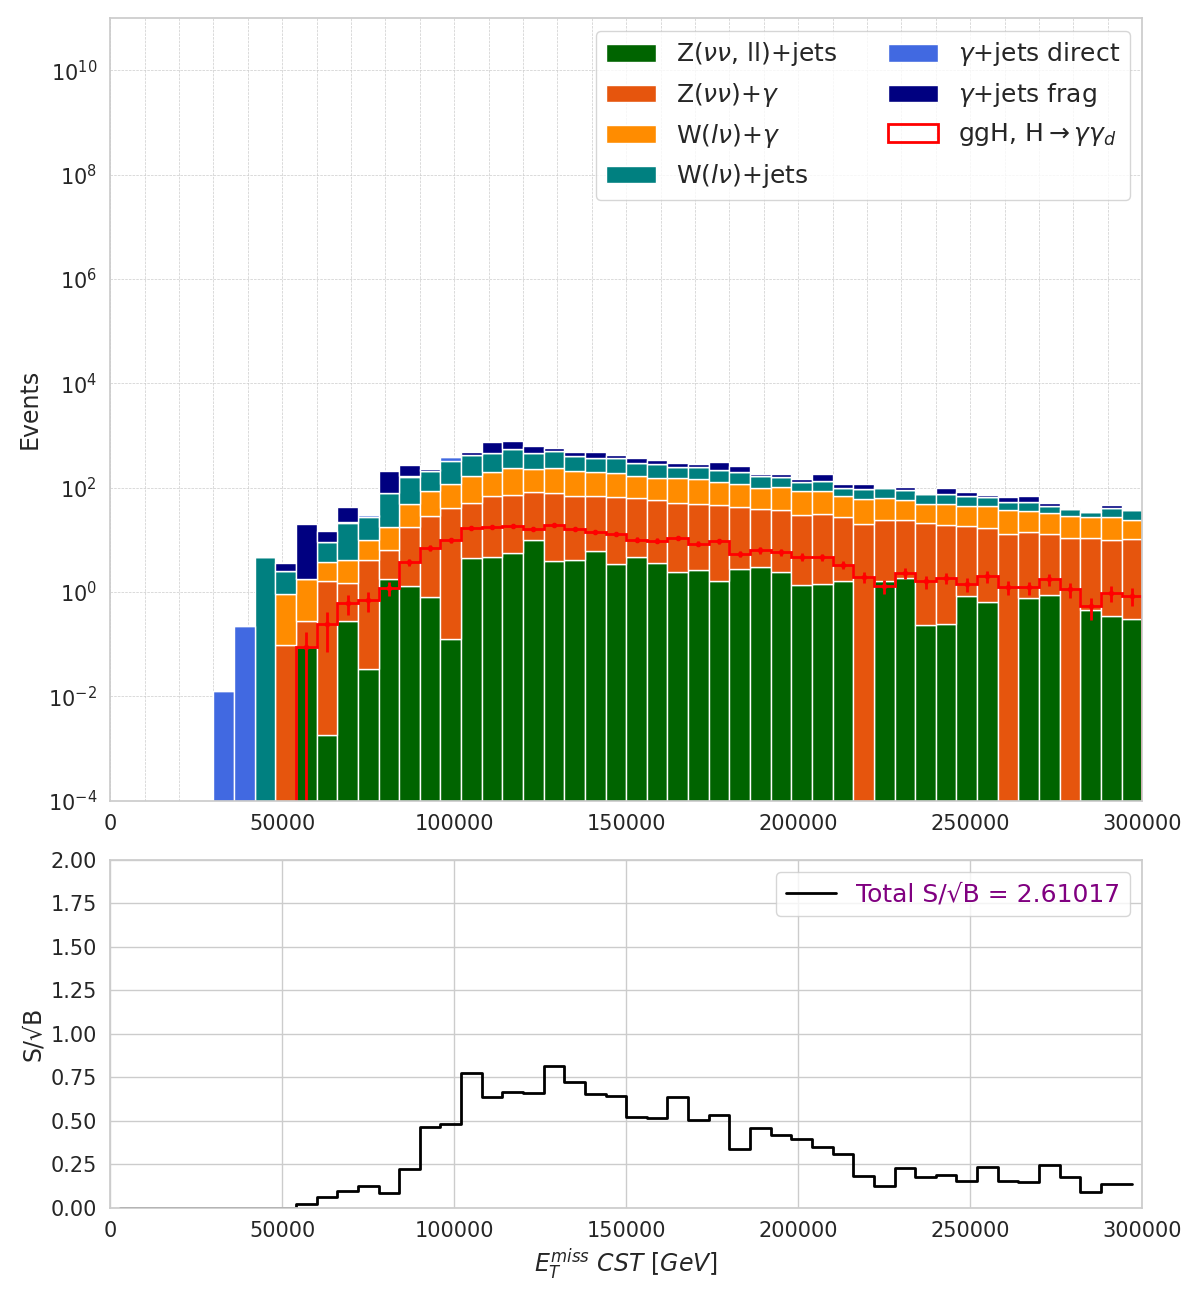 Z(νν, ll)+jets
Z(νν)+γ
W(lν)+γ
W(lν)+jets
γ+jets direct
γ+jets frag
ggH, H→γγ_d
Events
10^10
10^8
10^6
10^4
10^2
10^0
10^−2
10^−4
0 50000 100000 150000 200000 250000 300000
Total S/√B = 2.61017
S/√B
2.00
1.75
1.50
1.25
1.00
0.75
0.50
0.25
0.00
0 50000 100000 150000 200000 250000 300000
E_T^miss CST [GeV]